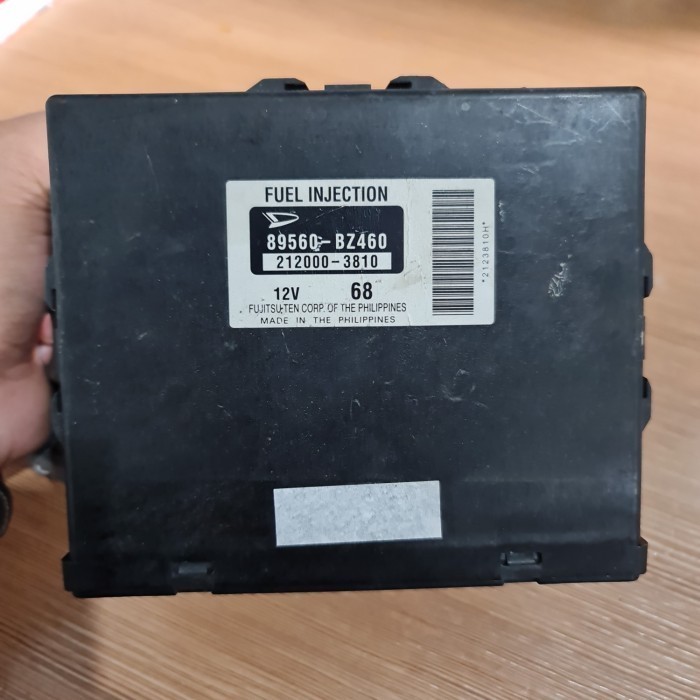 FUEL INJECTION
89560-BZ460
212000-3810
12V 68
FUJITSU TEN CORP. OF THE PHILIPPINES
MADE IN THE PHILIPPINES
*2123810H*